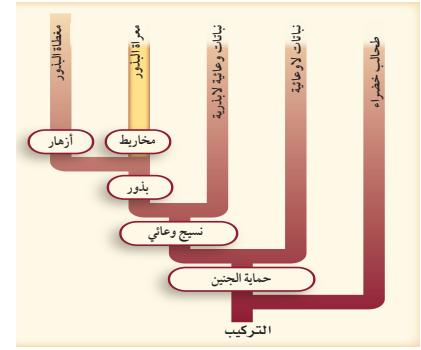 طحالب خضراء
نباتات لاوعائية
نباتات وعائية لابذرية
معراة البذور
مغطاة البذور
مخاريط
أزهار
بذور
نسيج وعائي
حماية الجنين
التركيب